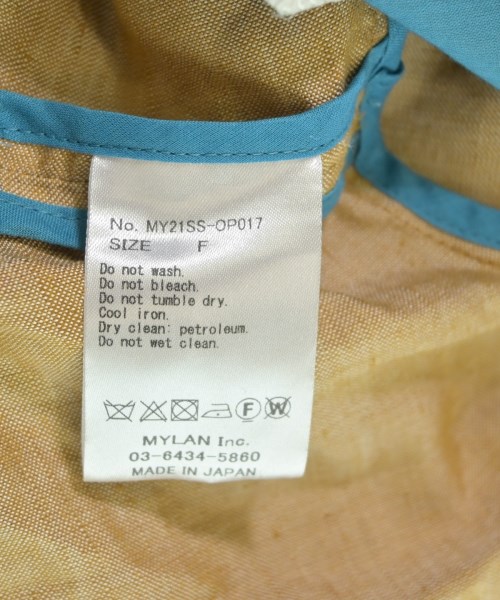 No. MY21SS-OP017
SIZE F
Do not wash.
Do not bleach.
Do not tumble dry.
Cool iron.
Dry clean: petroleum.
Do not wet clean.
F W
MYLAN Inc.
03-6434-5860
MADE IN JAPAN